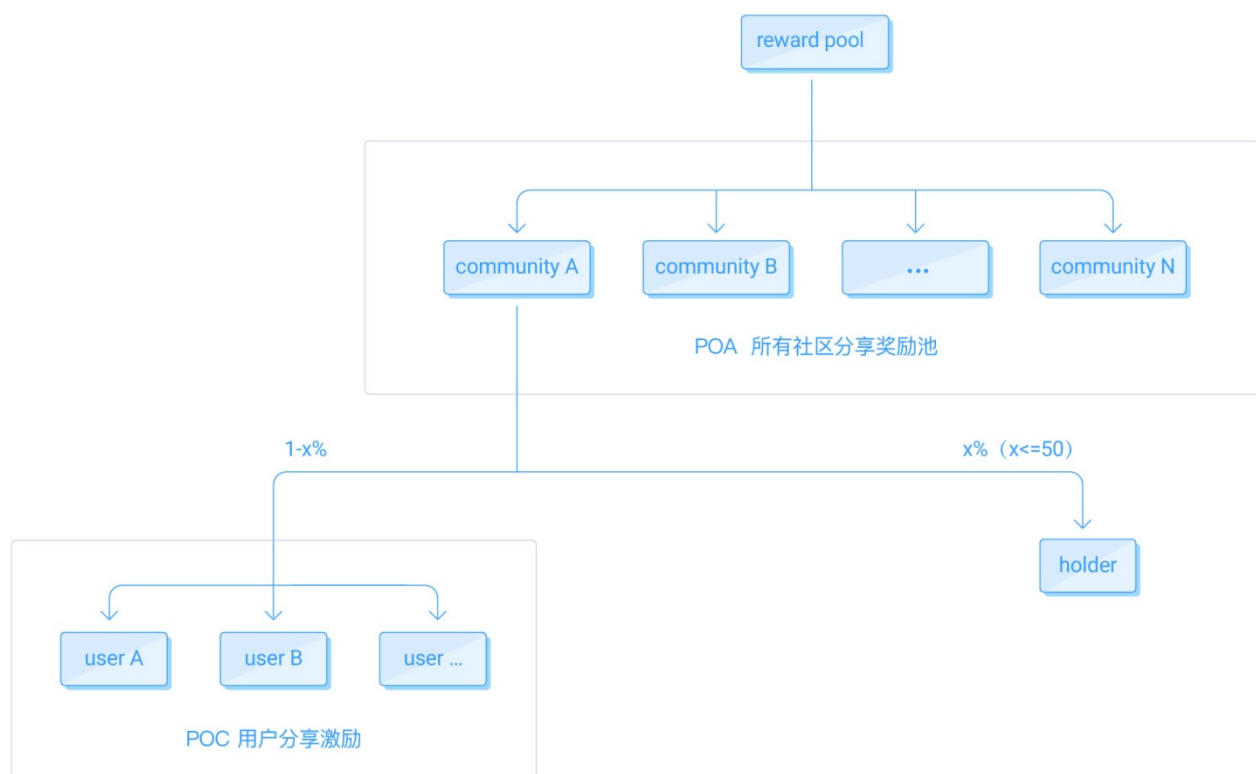 reward pool
community A
community B
...
community N
POA 所有社区分享奖励池
1-x%
x%（x<=50）
holder
user A
user B
user ...
POC 用户分享激励